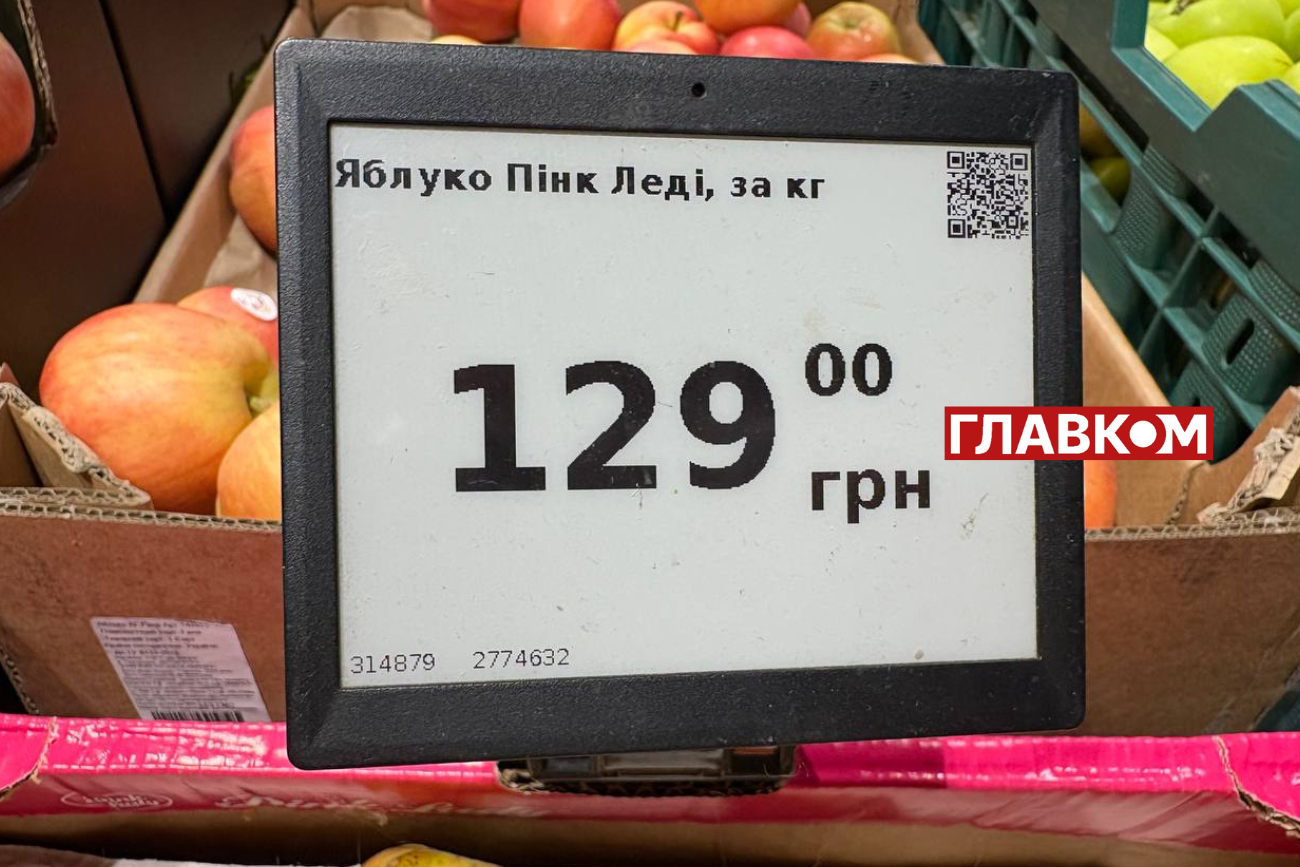 Яблуко Пінк Леді, за кг
129 00
грн
ГЛАВКОМ
314879 2774632